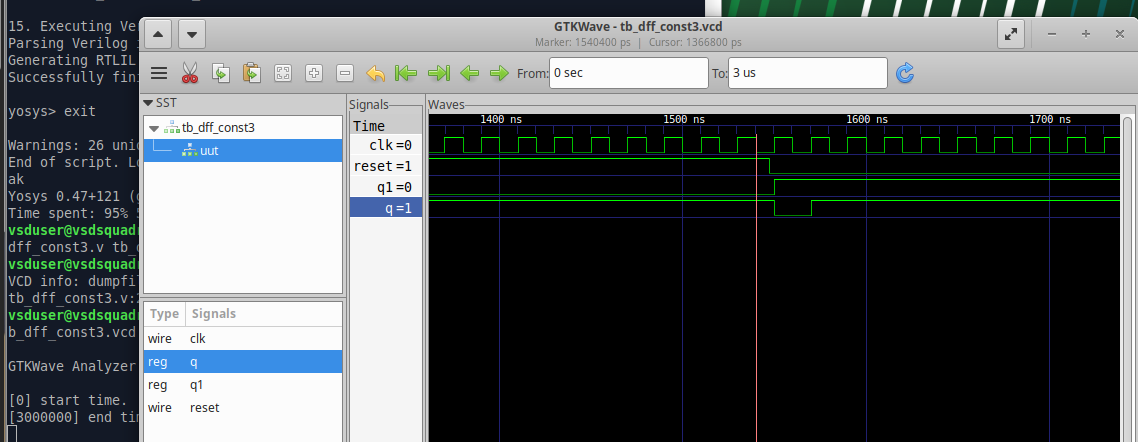 15. Executing Ve
Parsing Verilog
Generating RTLIL
Successfully fini
yosys> exit
Warnings: 26 uni
End of script. Lo
ak
Yosys 0.47+121 (
Time spent: 95%
vsduser@vsdsquad
dff_const3.v tb_
vsduser@vsdsquad
VCD info: dumpfil
tb_dff_const3.v:
vsduser@vsdsquad
b_dff_const3.vcd
GTKWave Analyzer
[0] start time.
[3000000] end ti
GTKWave - tb_dff_const3.vcd
Marker: 1540400 ps | Cursor: 1366800 ps
From: 0 sec To: 3 us
SST
tb_dff_const3
uut
Type Signals
wire clk
reg q
reg q1
wire reset
Signals
Time
clk =0
reset =1
q1 =0
q =1
Waves
1400 ns 1500 ns 1600 ns 1700 ns